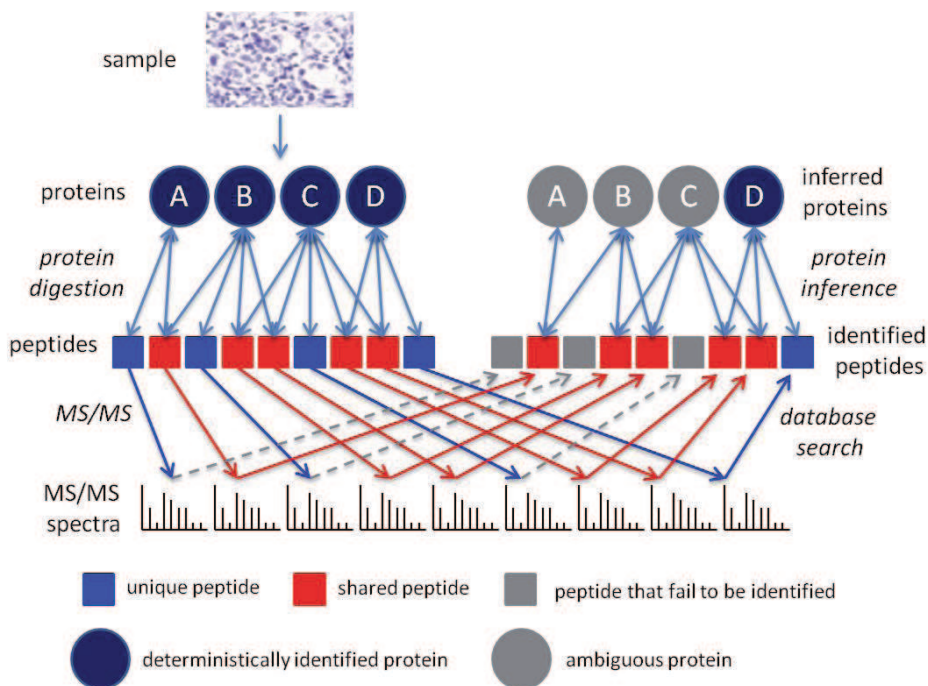 sample
proteins
A B C D
A B C D
inferred
proteins
protein
digestion
protein
inference
peptides
identified
peptides
MS/MS
database
search
MS/MS
spectra
unique peptide
shared peptide
peptide that fail to be identified
deterministically identified protein
ambiguous protein